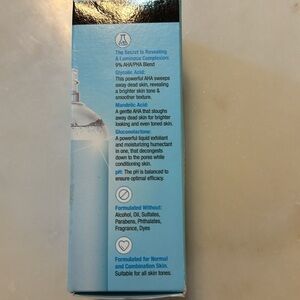 The Secret to Revealing
A Luminous Complexion:
9% AHA/PHA Blend
Glycolic Acid:
This powerful AHA sweeps
away dead skin, revealing
a brighter skin tone &
smoother texture.
Mandelic Acid:
A gentle AHA that sloughs
away dead skin for brighter
looking and even toned skin.
Gluconolactone:
A powerful liquid exfoliant
and moisturizing humectant
in one, that decongests
down to the pores while
conditioning skin.
pH: The pH is balanced to
ensure optimal efficacy.
Formulated Without:
Alcohol, Oil, Sulfates,
Parabens, Phthalates,
Fragrance, Dyes
Formulated for Normal
and Combination Skin.
Suitable for all skin tones.